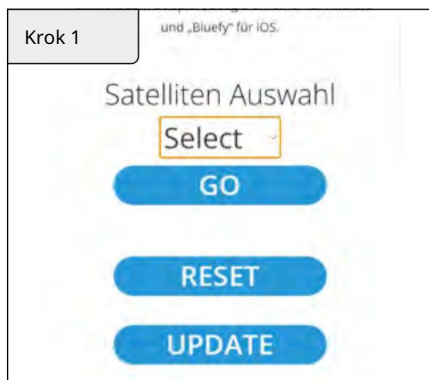 Krok 1
und „Bluefy“ für iOS.
Satelliten Auswahl
Select
GO
RESET
UPDATE